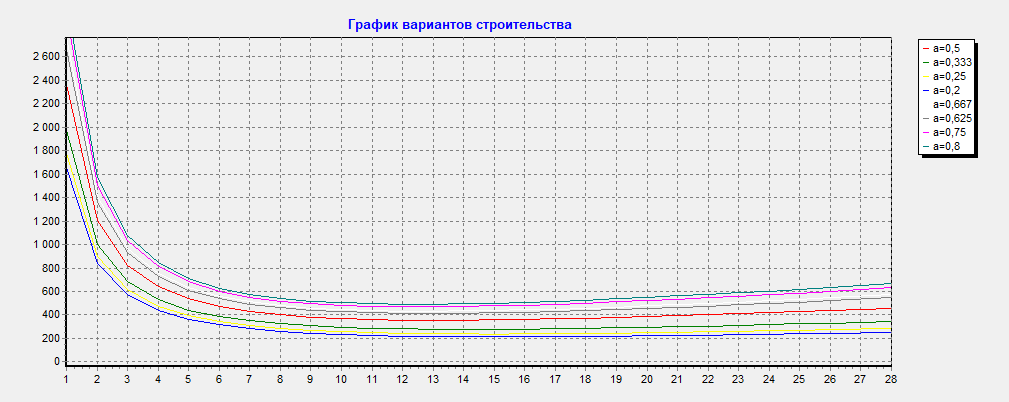 График вариантов строительства
2 600
2 400
2 200
2 000
1 800
1 600
1 400
1 200
1 000
800
600
400
200
0
1 2 3 4 5 6 7 8 9 10 11 12 13 14 15 16 17 18 19 20 21 22 23 24 25 26 27 28
a=0,5
a=0,333
a=0,25
a=0,2
a=0,667
a=0,625
a=0,75
a=0,8